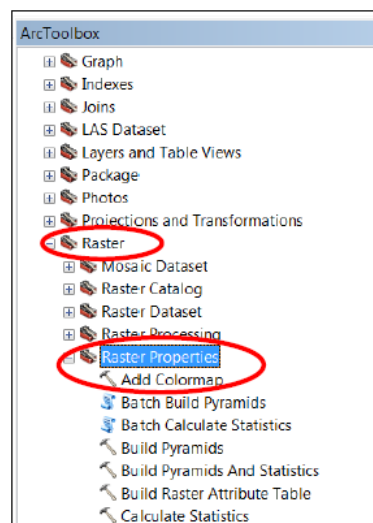 ArcToolbox
Graph
Indexes
Joins
LAS Dataset
Layers and Table Views
Package
Photos
Projections and Transformations
Raster
Mosaic Dataset
Raster Catalog
Raster Dataset
Raster Processing
Raster Properties
Add Colormap
Batch Build Pyramids
Batch Calculate Statistics
Build Pyramids
Build Pyramids And Statistics
Build Raster Attribute Table
Calculate Statistics